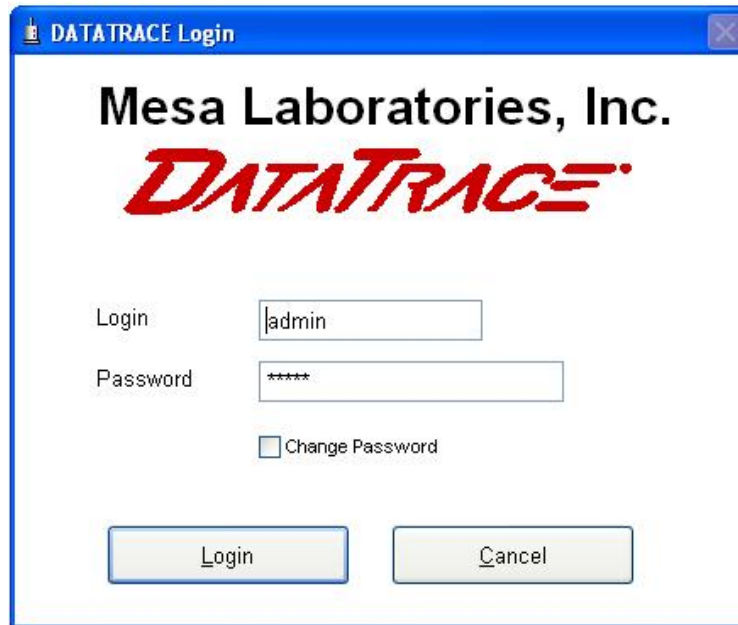 DATATRACE Login
Mesa Laboratories, Inc.
DATATRACE
Login admin
Password *****
Change Password
Login Cancel